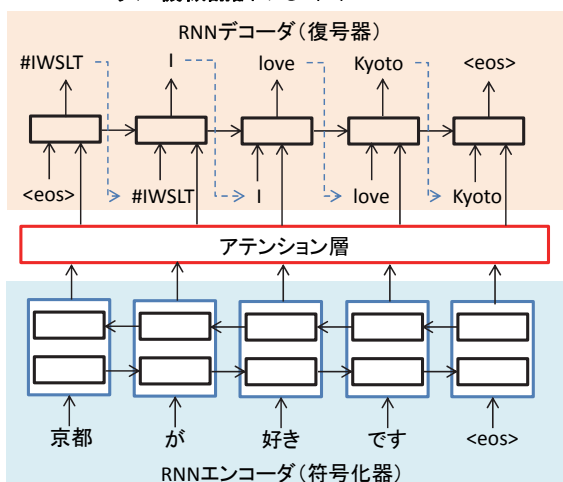 RNNデコーダ（復号器）
#IWSLT I love Kyoto <eos>
<eos> #IWSLT I love Kyoto
アテンション層
京都 が 好き です <eos>
RNNエンコーダ（符号化器）